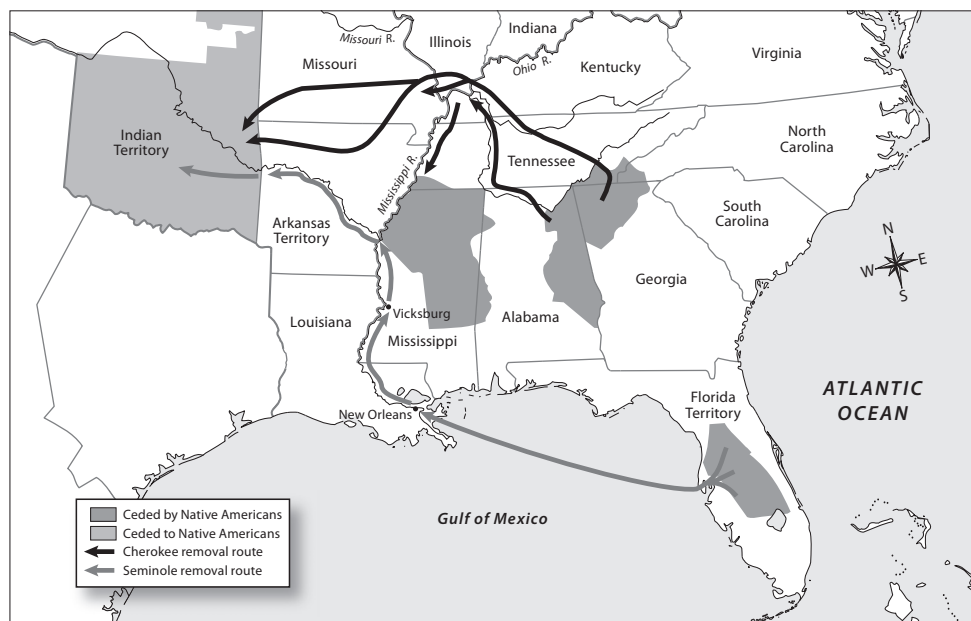 Missouri R.
Illinois
Indiana
Ohio R.
Missouri
Kentucky
Virginia
Indian
Territory
Mississippi R.
Tennessee
North
Carolina
Arkansas
Territory
South
Carolina
N
W
E
S
Georgia
Vicksburg
Louisiana
Mississippi
Alabama
Florida
Territory
ATLANTIC
OCEAN
New Orleans
Gulf of Mexico
Ceded by Native Americans
Ceded to Native Americans
Cherokee removal route
Seminole removal route